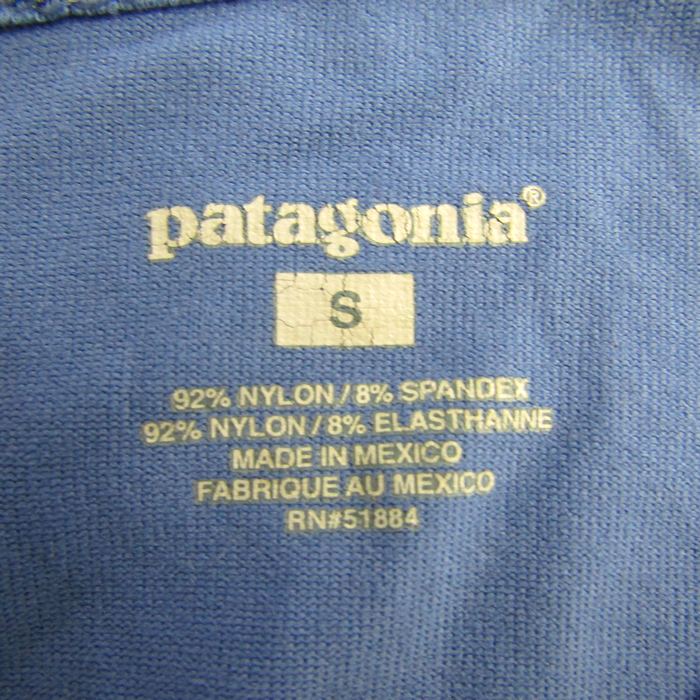 patagonia®
S
92% NYLON / 8% SPANDEX
92% NYLON / 8% ELASTHANNE
MADE IN MEXICO
FABRIQUE AU MEXICO
RN#51884